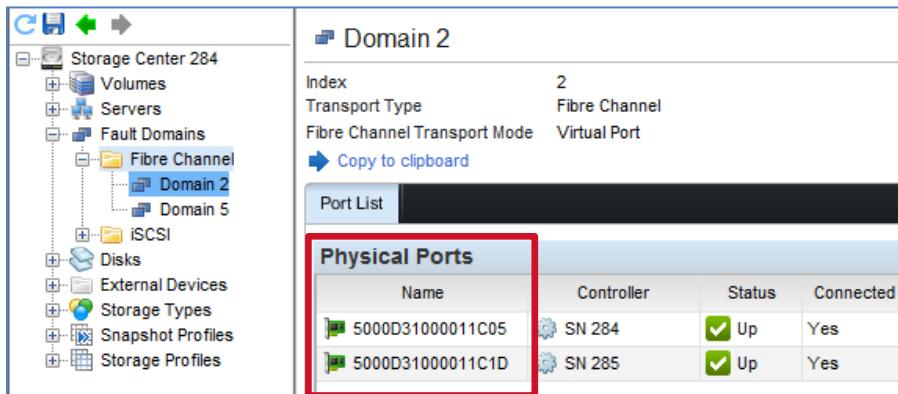 Storage Center 284
Volumes
Servers
Fault Domains
Fibre Channel
Domain 2
Domain 5
iSCSI
Disks
External Devices
Storage Types
Snapshot Profiles
Storage Profiles
Domain 2
Index 2
Transport Type Fibre Channel
Fibre Channel Transport Mode Virtual Port
Copy to clipboard
Port List
Physical Ports
Name Controller Status Connected
5000D31000011C05 SN 284 Up Yes
5000D31000011C1D SN 285 Up Yes